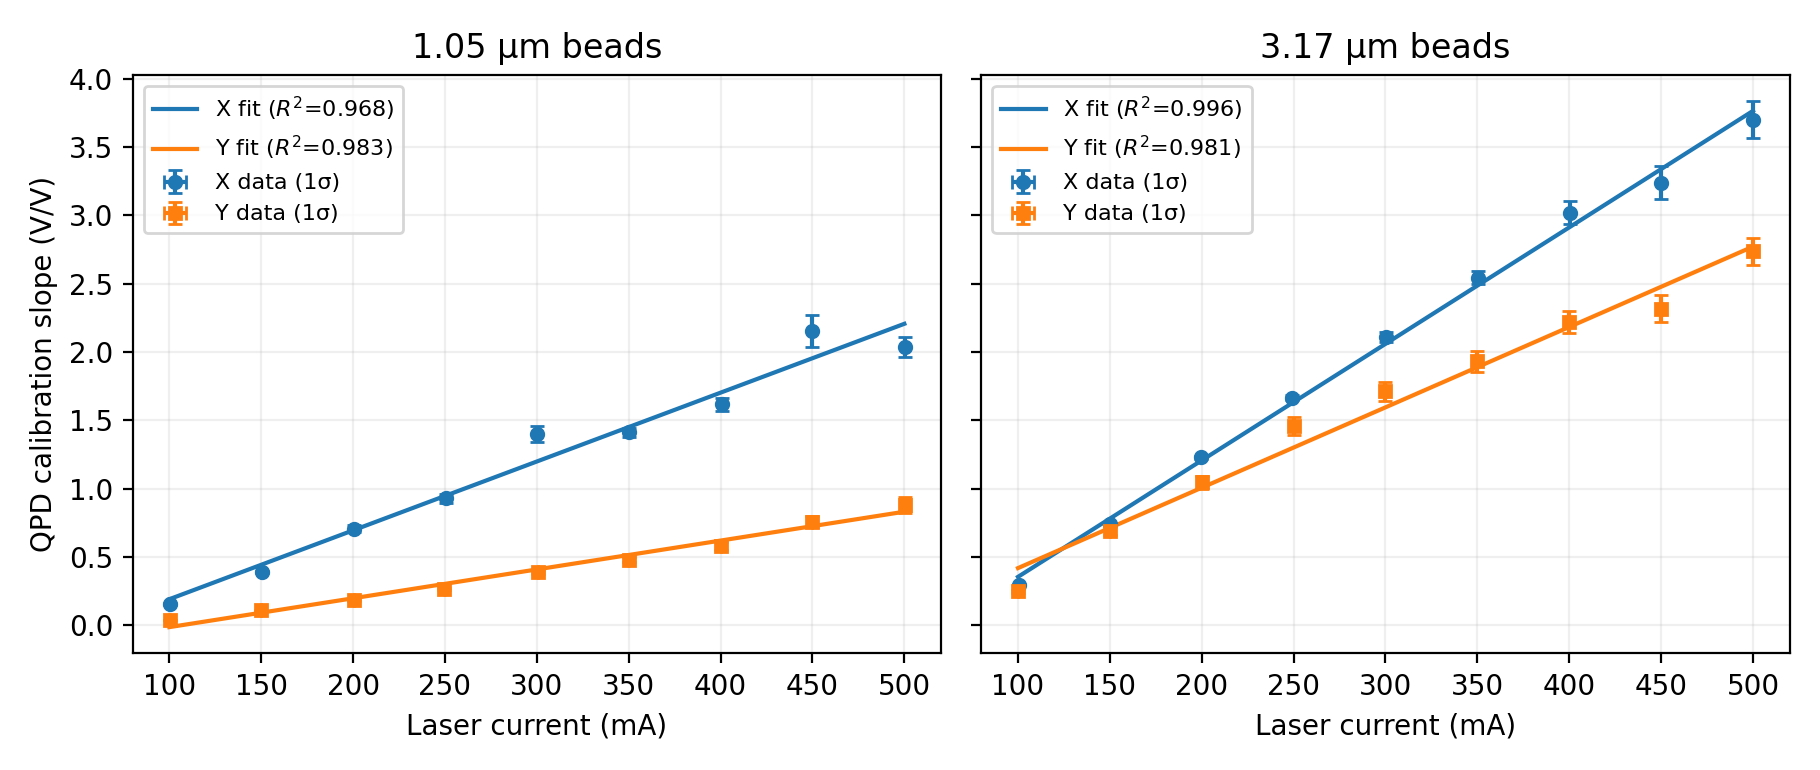 1.05 µm beads
QPD calibration slope (V/V)
4.0
3.5
3.0
2.5
2.0
1.5
1.0
0.5
0.0
X fit (R²=0.968)
Y fit (R²=0.983)
X data (1σ)
Y data (1σ)
100 150 200 250 300 350 400 450 500
Laser current (mA)
3.17 µm beads
X fit (R²=0.996)
Y fit (R²=0.981)
X data (1σ)
Y data (1σ)
100 150 200 250 300 350 400 450 500
Laser current (mA)